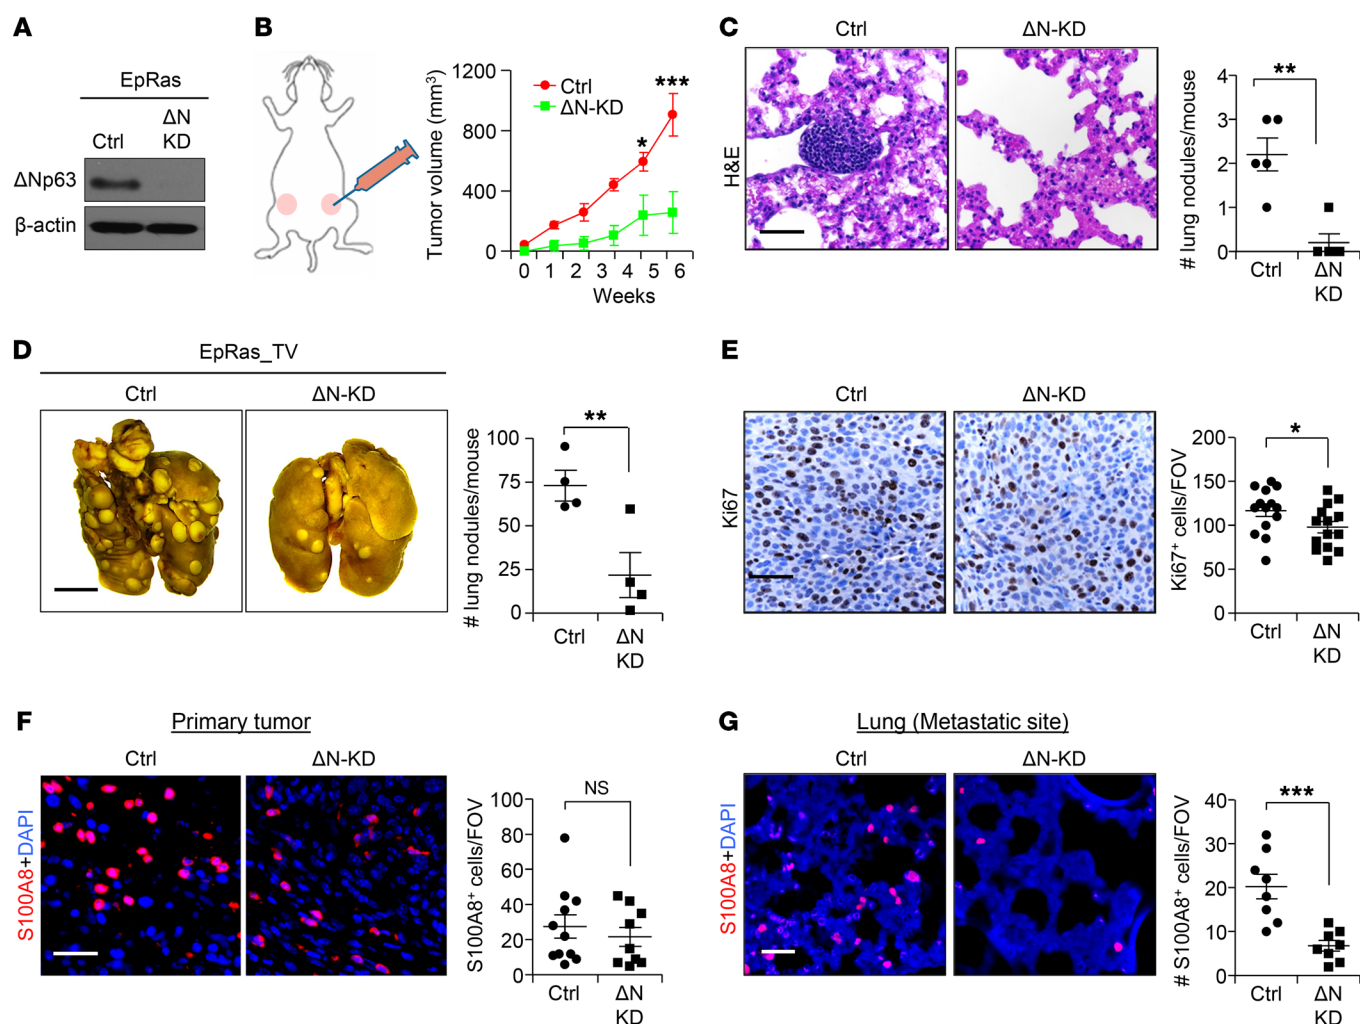 A
EpRas
Ctrl
ΔN
KD
ΔNp63
β-actin
B
Tumor volume (mm³)
1200
800
400
0
Ctrl
ΔN-KD
*
***
0 1 2 3 4 5 6
Weeks
C
Ctrl
ΔN-KD
H&E
# lung nodules/mouse
4
3
2
1
0
**
Ctrl
ΔN
KD
D
EpRas_TV
Ctrl
ΔN-KD
# lung nodules/mouse
100
75
50
25
0
**
Ctrl
ΔN
KD
E
Ctrl
ΔN-KD
Ki67
Ki67⁺ cells/FOV
200
150
100
50
0
*
Ctrl
ΔN
KD
F
Primary tumor
Ctrl
ΔN-KD
S100A8+DAPI
S100A8⁺ cells/FOV
100
80
60
40
20
0
NS
Ctrl
ΔN
KD
G
Lung (Metastatic site)
Ctrl
ΔN-KD
S100A8+DAPI
# S100A8⁺ cells/FOV
40
30
20
10
0
***
Ctrl
ΔN
KD